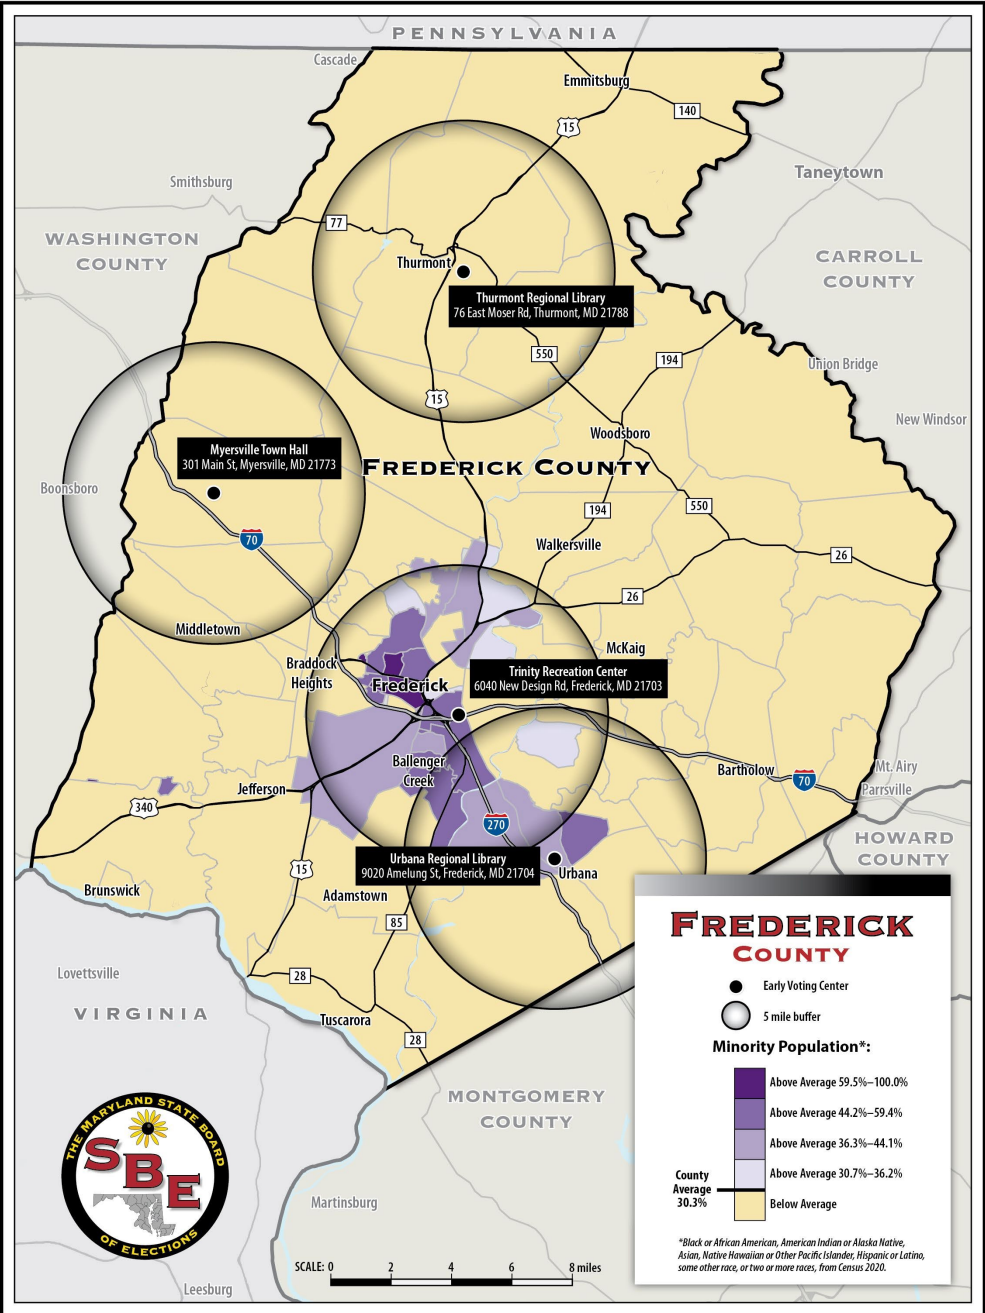 PENNSYLVANIA
Cascade
Emmitsburg
140
15
Taneytown
Smithsburg
77
WASHINGTON
COUNTY
CARROLL
COUNTY
Thurmont
Thurmont Regional Library
76 East Moser Rd, Thurmont, MD 21788
550
194
Union Bridge
15
New Windsor
Woodsboro
Myersville Town Hall
301 Main St, Myersville, MD 21773
FREDERICK COUNTY
Boonsboro
550
194
70
Walkersville
26
26
Middletown
McKaig
Braddock
Heights
Trinity Recreation Center
6040 New Design Rd, Frederick, MD 21703
Frederick
Ballenger
Creek
Bartholow
70
Mt. Airy
Parrsville
Jefferson
340
270
HOWARD
COUNTY
Urbana Regional Library
9020 Amelung St, Frederick, MD 21704
Urbana
15
Brunswick
Adamstown
85
Lovettsville
28
VIRGINIA
Tuscarora
28
MONTGOMERY
COUNTY
Martinsburg
Leesburg
FREDERICK
COUNTY
Early Voting Center
5 mile buffer
Minority Population*:
Above Average 59.5%–100.0%
Above Average 44.2%–59.4%
Above Average 36.3%–44.1%
Above Average 30.7%–36.2%
County
Average
30.3%
Below Average
*Black or African American, American Indian or Alaska Native,
Asian, Native Hawaiian or Other Pacific Islander, Hispanic or Latino,
some other race, or two or more races, from Census 2020.
THE MARYLAND STATE BOARD
SBE
OF ELECTIONS
SCALE: 0 2 4 6 8 miles